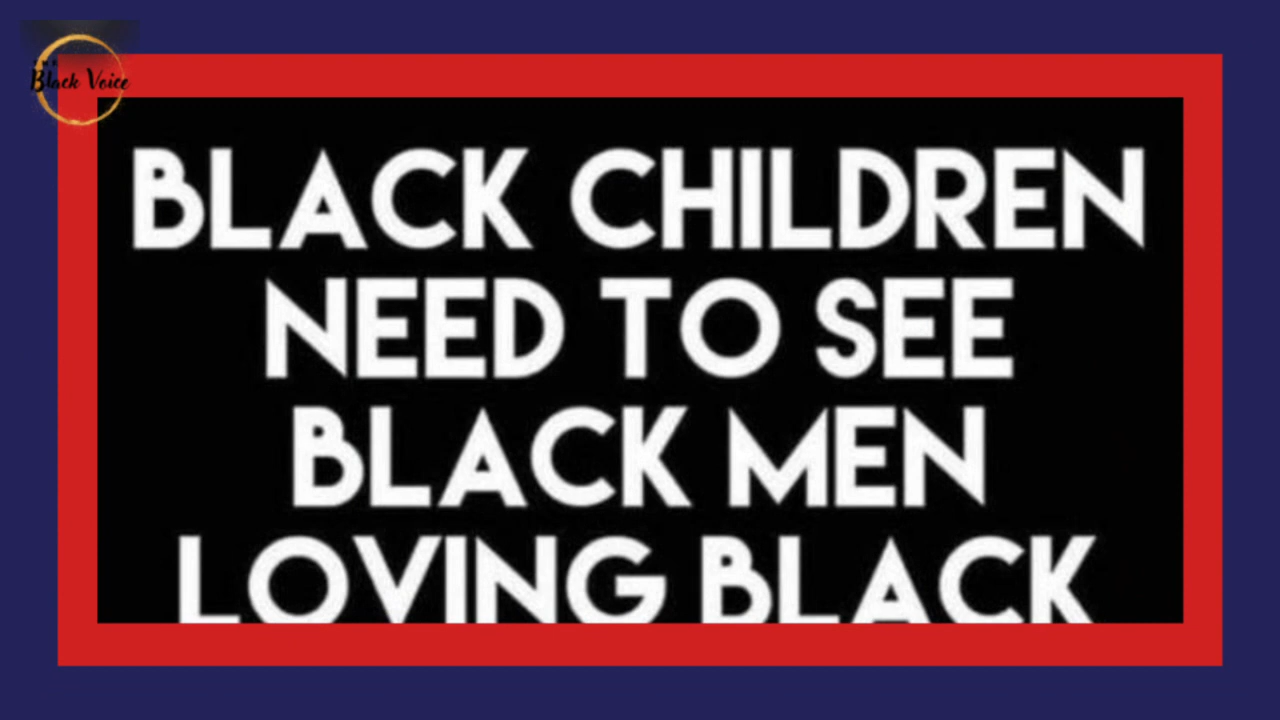 Black Voice
BLACK CHILDREN
NEED TO SEE
BLACK MEN
LOVING BLACK